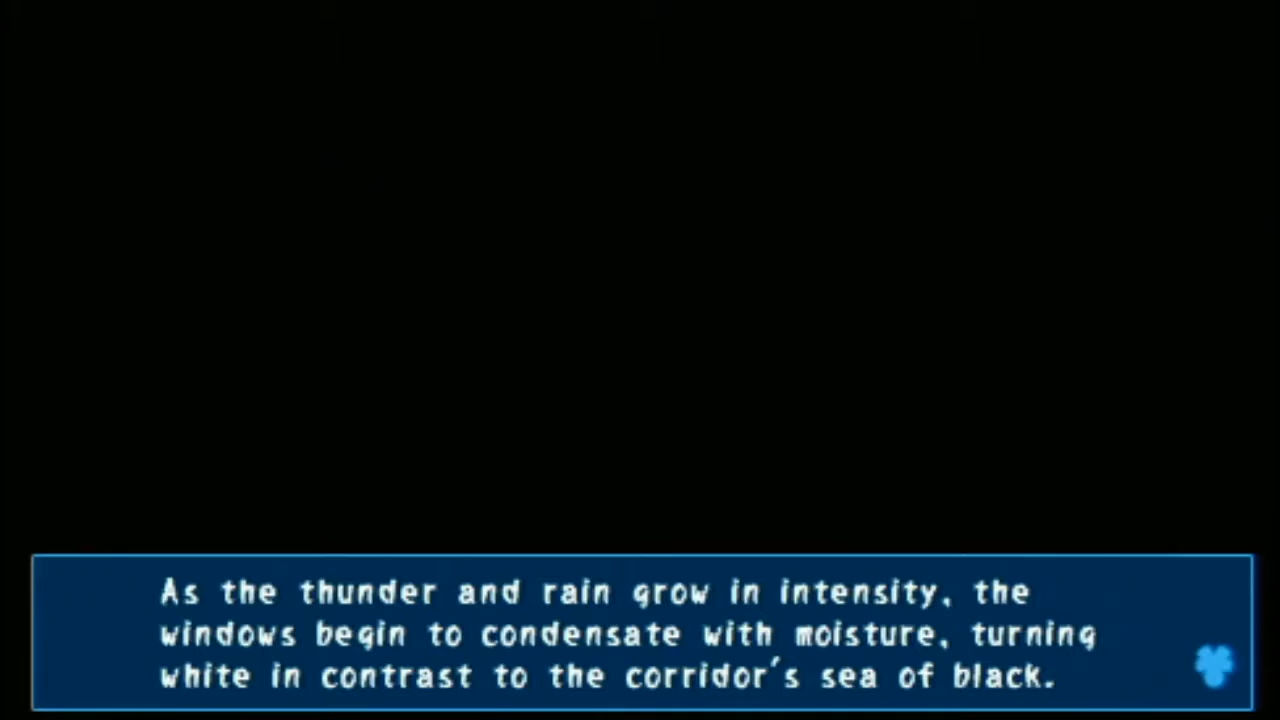 As the thunder and rain grow in intensity, the
windows begin to condensate with moisture, turning
white in contrast to the corridor's sea of black.